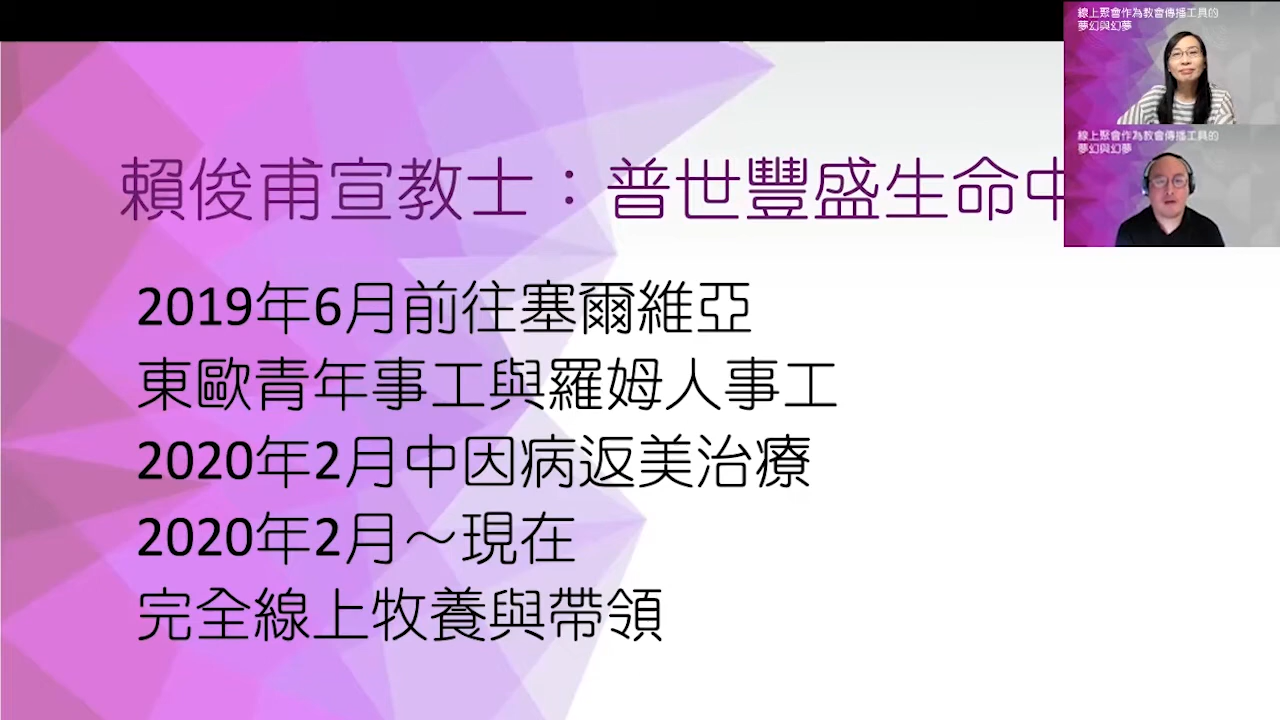 線上聚會作為教會傳播工具的
夢幻與幻夢
線上聚會作為教會傳播工具的
夢幻與幻夢
賴俊甫宣教士：普世豐盛生命中
2019年6月前往塞爾維亞
東歐青年事工與羅姆人事工
2020年2月中因病返美治療
2020年2月～現在
完全線上牧養與帶領